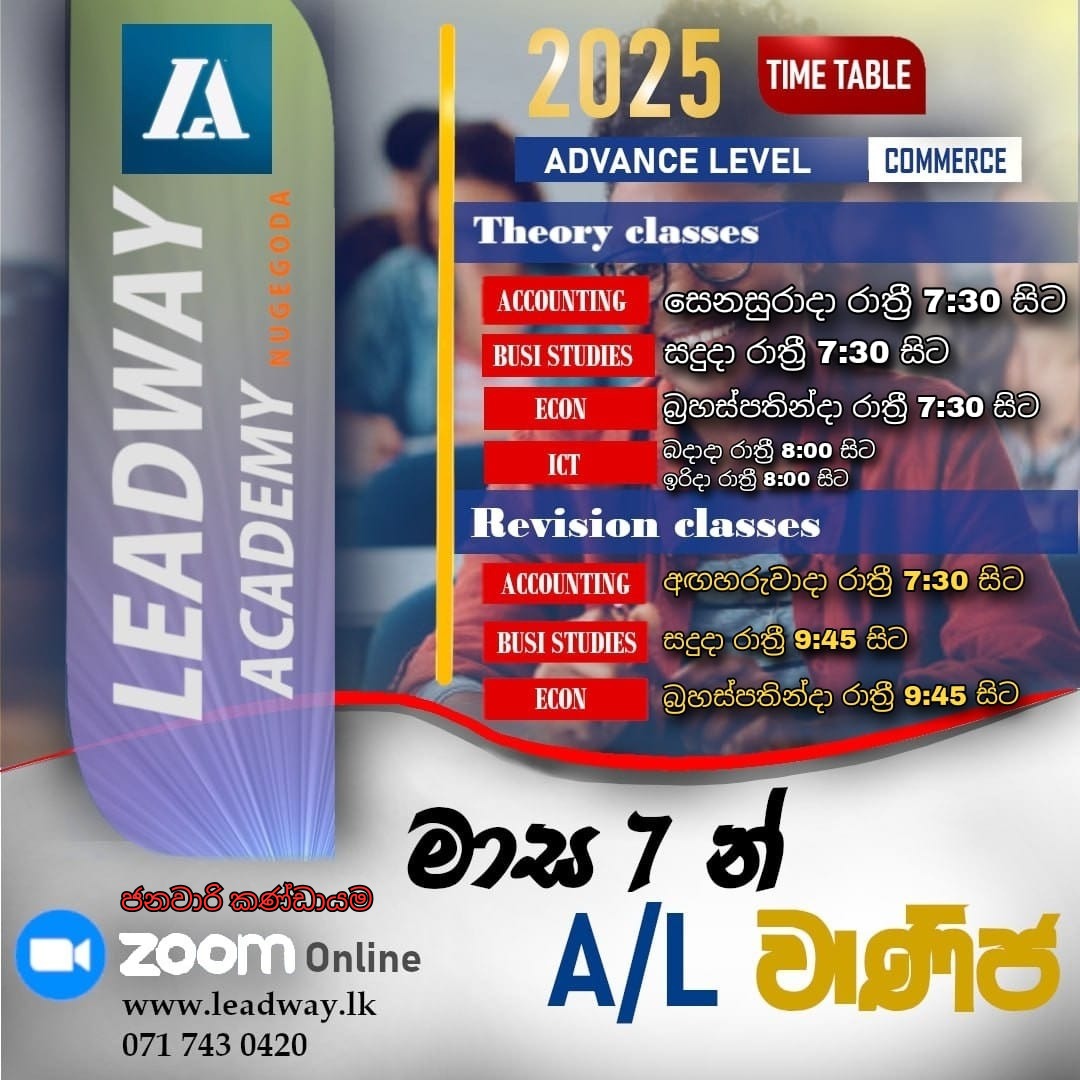 LEADWAY
ACADEMY
NUGEGODA
2025
TIME TABLE
ADVANCE LEVEL
COMMERCE
Theory classes
ACCOUNTING සෙනසුරාදා රාත්‍රී 7:30 සිට
BUSI STUDIES සදුදා රාත්‍රී 7:30 සිට
ECON බ්‍රහස්පතින්දා රාත්‍රී 7:30 සිට
ICT බදාදා රාත්‍රී 8:00 සිට
ඉරිදා රාත්‍රී 8:00 සිට
Revision classes
ACCOUNTING අඟහරුවාදා රාත්‍රී 7:30 සිට
BUSI STUDIES සදුදා රාත්‍රී 9:45 සිට
ECON බ්‍රහස්පතින්දා රාත්‍රී 9:45 සිට
මාස 7 න්
A/L වාණිජ
ජනවාරි කණ්ඩායම
zoom Online
www.leadway.lk
071 743 0420